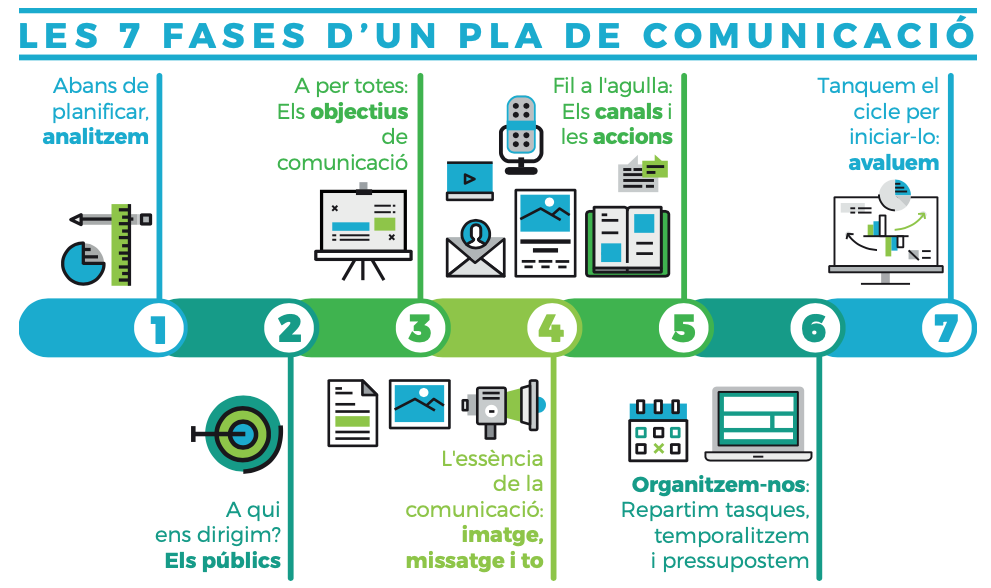 LES 7 FASES D'UN PLA DE COMUNICACIÓ
Abans de
planificar,
analitzem
1
A qui
ens dirigim?
Els públics
2
A per totes:
Els objectius
de
comunicació
3
L'essència
de la
comunicació:
imatge,
missatge i to
4
Fil a l'agulla:
Els canals i
les accions
5
Organitzem-nos:
Repartim tasques,
temporalitzem
i pressupostem
6
Tanquem el
cicle per
iniciar-lo:
avaluem
7